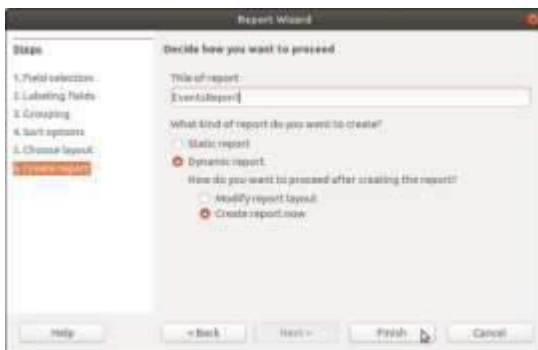 Report Wizard
Steps
Decide how you want to proceed
1. Field selection
2. Labeling fields
3. Grouping
4. Sort options
5. Choose layout
6. Create report
Title of report
EventsReport
What kind of report do you want to create?
Static report
Dynamic report
How do you want to proceed after creating the report?
Modify report layout
Create report now
Help
< Back
Next >
Finish
Cancel